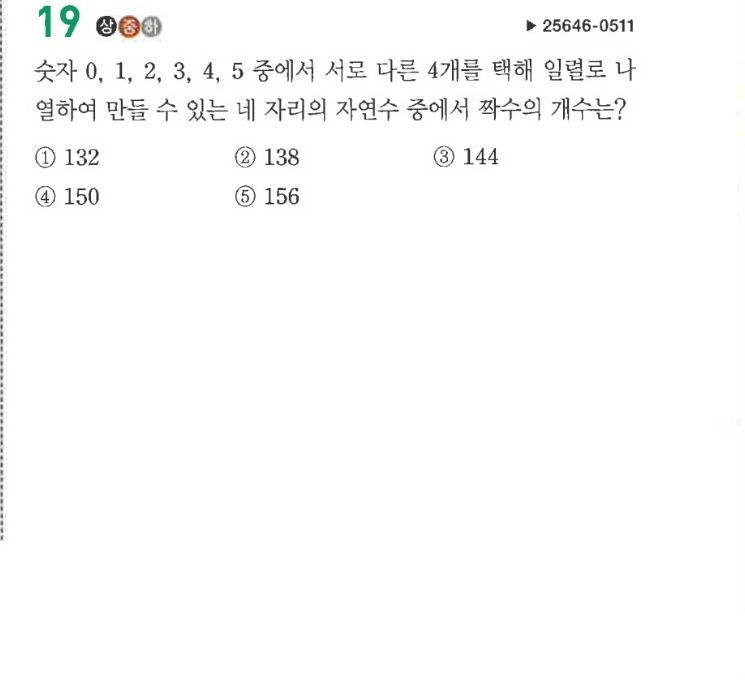 19 상 중 하 ▶ 25646-0511
숫자 0, 1, 2, 3, 4, 5 중에서 서로 다른 4개를 택해 일렬로 나
열하여 만들 수 있는 네 자리의 자연수 중에서 짝수의 개수는?
① 132 ② 138 ③ 144
④ 150 ⑤ 156